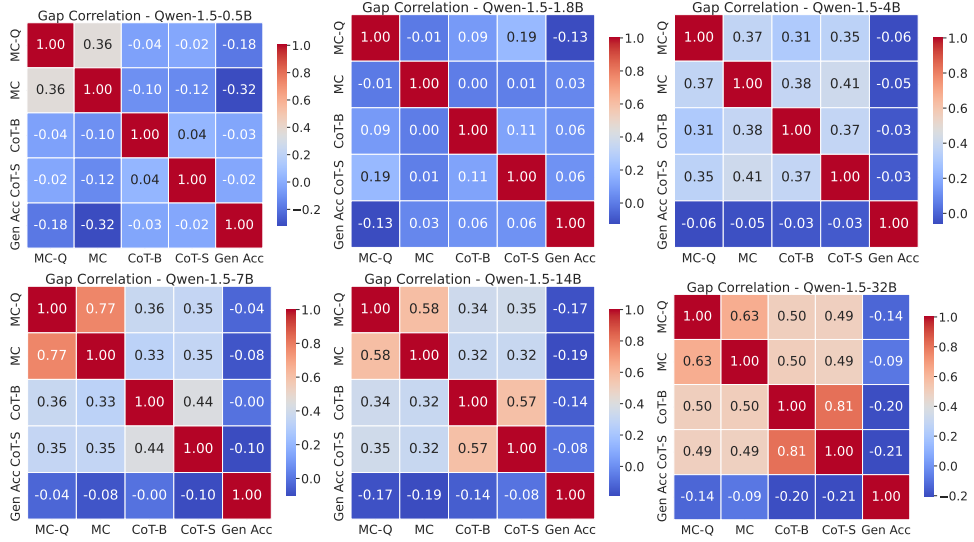 Gap Correlation - Qwen-1.5-0.5B
MC-Q 1.00 0.36 -0.04 -0.02 -0.18
MC 0.36 1.00 -0.10 -0.12 -0.32
CoT-B -0.04 -0.10 1.00 0.04 -0.03
CoT-S -0.02 -0.12 0.04 1.00 -0.02
Gen Acc -0.18 -0.32 -0.03 -0.02 1.00
MC-Q MC CoT-B CoT-S Gen Acc
1.0
0.8
0.6
0.4
0.2
0.0
−0.2
Gap Correlation - Qwen-1.5-1.8B
MC-Q 1.00 -0.01 0.09 0.19 -0.13
MC -0.01 1.00 0.00 0.01 0.03
CoT-B 0.09 0.00 1.00 0.11 0.06
CoT-S 0.19 0.01 0.11 1.00 0.06
Gen Acc -0.13 0.03 0.06 0.06 1.00
MC-Q MC CoT-B CoT-S Gen Acc
1.0
0.8
0.6
0.4
0.2
0.0
Gap Correlation - Qwen-1.5-4B
MC-Q 1.00 0.37 0.31 0.35 -0.06
MC 0.37 1.00 0.38 0.41 -0.05
CoT-B 0.31 0.38 1.00 0.37 -0.03
CoT-S 0.35 0.41 0.37 1.00 -0.03
Gen Acc -0.06 -0.05 -0.03 -0.03 1.00
MC-Q MC CoT-B CoT-S Gen Acc
1.0
0.8
0.6
0.4
0.2
0.0
Gap Correlation - Qwen-1.5-7B
MC-Q 1.00 0.77 0.36 0.35 -0.04
MC 0.77 1.00 0.33 0.35 -0.08
CoT-B 0.36 0.33 1.00 0.44 -0.00
CoT-S 0.35 0.35 0.44 1.00 -0.10
Gen Acc -0.04 -0.08 -0.00 -0.10 1.00
MC-Q MC CoT-B CoT-S Gen Acc
1.0
0.8
0.6
0.4
0.2
0.0
Gap Correlation - Qwen-1.5-14B
MC-Q 1.00 0.58 0.34 0.35 -0.17
MC 0.58 1.00 0.32 0.32 -0.19
CoT-B 0.34 0.32 1.00 0.57 -0.14
CoT-S 0.35 0.32 0.57 1.00 -0.08
Gen Acc -0.17 -0.19 -0.14 -0.08 1.00
MC-Q MC CoT-B CoT-S Gen Acc
1.0
0.8
0.6
0.4
0.2
0.0
Gap Correlation - Qwen-1.5-32B
MC-Q 1.00 0.63 0.50 0.49 -0.14
MC 0.63 1.00 0.50 0.49 -0.09
CoT-B 0.50 0.50 1.00 0.81 -0.20
CoT-S 0.49 0.49 0.81 1.00 -0.21
Gen Acc -0.14 -0.09 -0.20 -0.21 1.00
MC-Q MC CoT-B CoT-S Gen Acc
1.0
0.8
0.6
0.4
0.2
0.0
−0.2